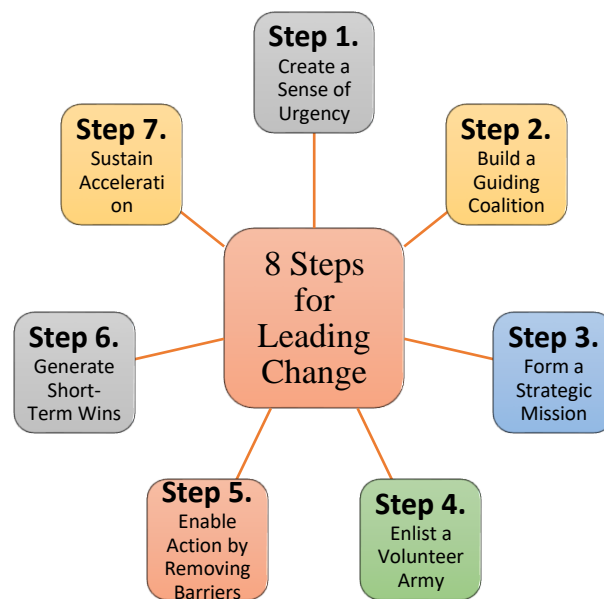 Step 1.
Create a
Sense of
Urgency
Step 2.
Build a
Guiding
Coalition
Step 3.
Form a
Strategic
Mission
Step 4.
Enlist a
Volunteer
Army
Step 5.
Enable
Action by
Removing
Barriers
Step 6.
Generate
Short-
Term Wins
Step 7.
Sustain
Accelerati
on
8 Steps
for
Leading
Change